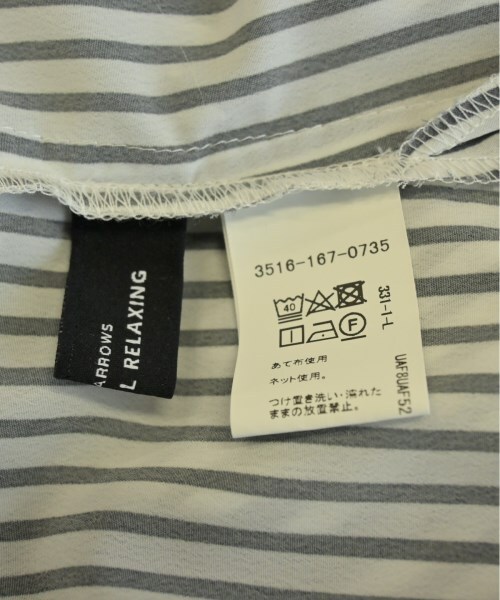 ARROWS
L RELAXING
3516-167-0735
40
F
331-1-L
あて布使用
ネット使用。
つけ置き洗い・濡れた
ままの放置禁止。
UAF8UAF52